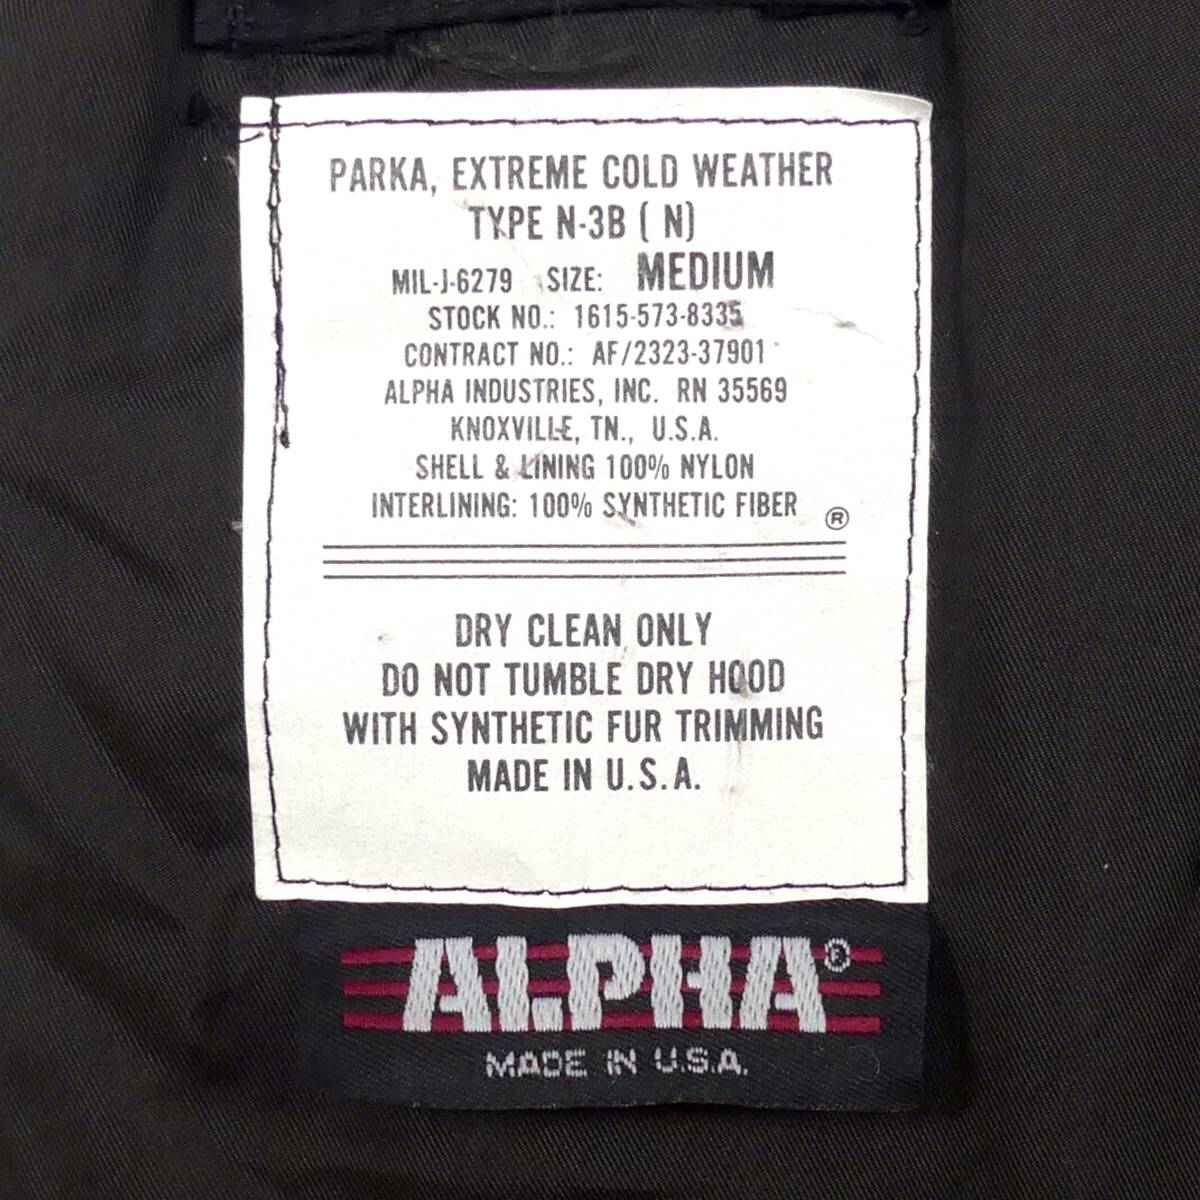 PARKA, EXTREME COLD WEATHER
TYPE N-3B ( N)
MIL-J-6279 SIZE: MEDIUM
STOCK NO.: 1615-573-8335
CONTRACT NO.: AF/2323-37901
ALPHA INDUSTRIES, INC. RN 35569
KNOXVILLE, TN., U.S.A.
SHELL & LINING 100% NYLON
INTERLINING: 100% SYNTHETIC FIBER ®
DRY CLEAN ONLY
DO NOT TUMBLE DRY HOOD
WITH SYNTHETIC FUR TRIMMING
MADE IN U.S.A.
ALPHA®
MADE IN U.S.A.